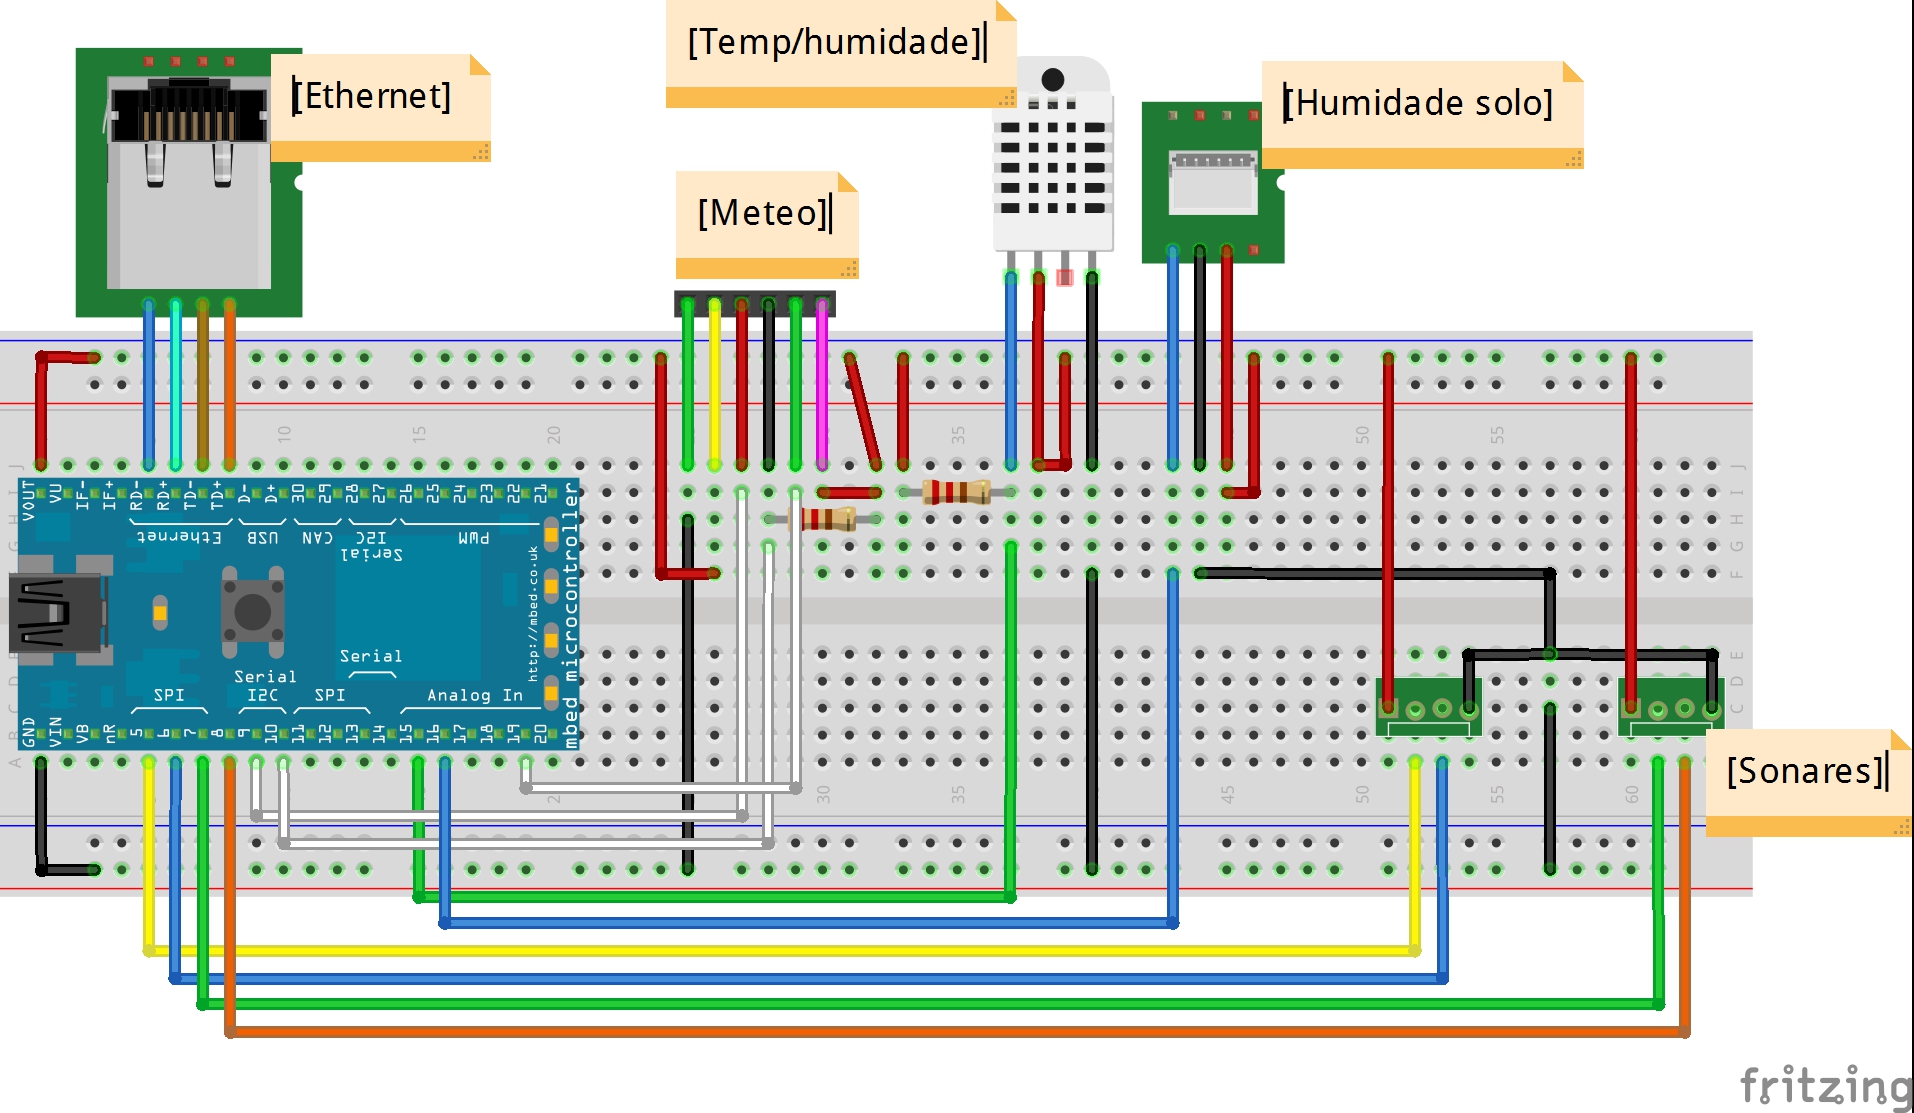 [Temp/humidade]
[Ethernet]
[Humidade solo]
[Meteo]
10 15 20 35 50 55
J J
I I
H H
G G
F F
VOUT VU IF- IF+ RD- RD+ TD- TD+ D- D+ 30 29 28 27 26 25 24 23 22 21
Ethernet USB CAN I2C PWM
Serial
http://mbed.co.uk
mbed microcontroller
Serial
Serial
SPI I2C SPI Analog In
GND VIN VB nR 5 6 7 8 9 10 11 12 13 14 15 16 17 18 19 20
E
D D
C C
B
A
30 35 45 50 55 60
[Sonares]
fritzing